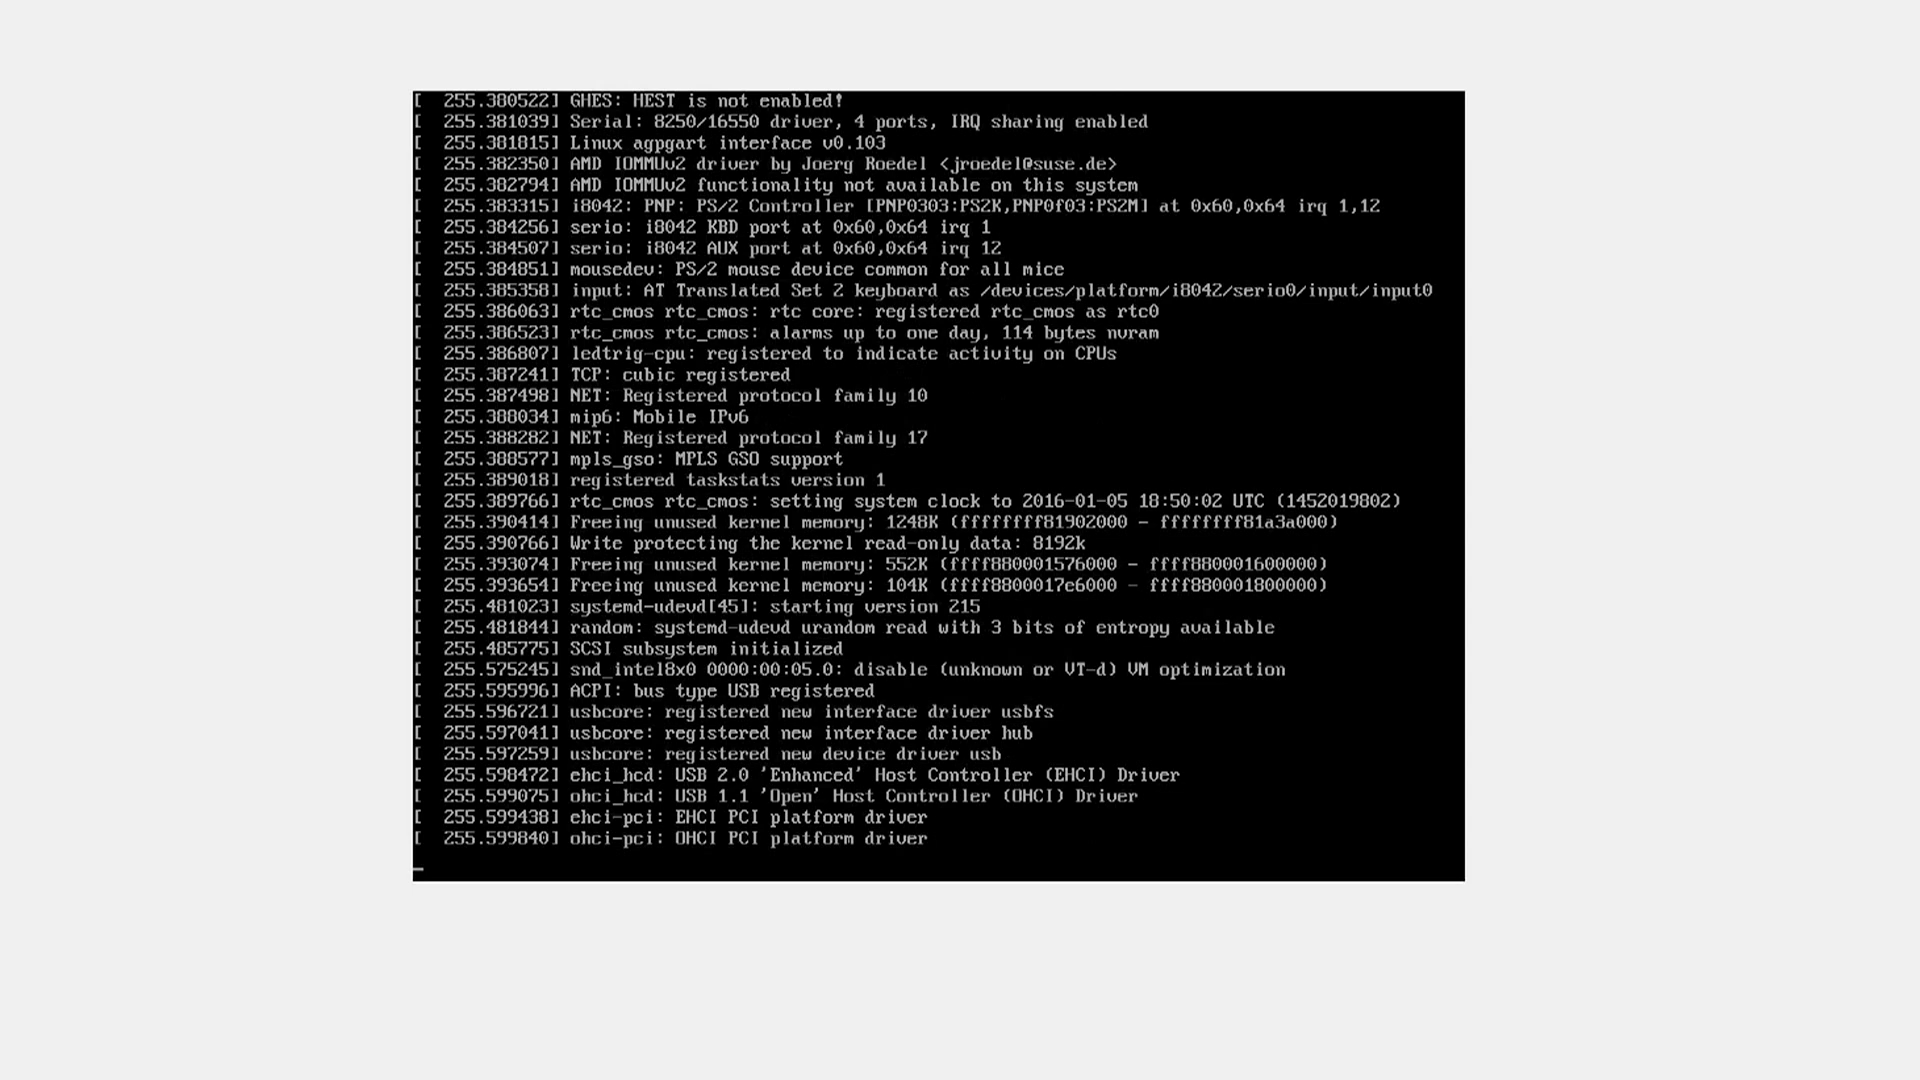 [  255.380522] GHES: HEST is not enabled!
[  255.381039] Serial: 8250/16550 driver, 4 ports, IRQ sharing enabled
[  255.381815] Linux agpgart interface v0.103
[  255.382350] AMD IOMMUv2 driver by Joerg Roedel <jroedel@suse.de>
[  255.382794] AMD IOMMUv2 functionality not available on this system
[  255.383315] i8042: PNP: PS/2 Controller [PNP0303:PS2K,PNP0f03:PS2M] at 0x60,0x64 irq 1,12
[  255.384256] serio: i8042 KBD port at 0x60,0x64 irq 1
[  255.384507] serio: i8042 AUX port at 0x60,0x64 irq 12
[  255.384851] mousedev: PS/2 mouse device common for all mice
[  255.385358] input: AT Translated Set 2 keyboard as /devices/platform/i8042/serio0/input/input0
[  255.386063] rtc_cmos rtc_cmos: rtc core: registered rtc_cmos as rtc0
[  255.386523] rtc_cmos rtc_cmos: alarms up to one day, 114 bytes nvram
[  255.386807] ledtrig-cpu: registered to indicate activity on CPUs
[  255.387241] TCP: cubic registered
[  255.387498] NET: Registered protocol family 10
[  255.388034] mip6: Mobile IPv6
[  255.388282] NET: Registered protocol family 17
[  255.388577] mpls_gso: MPLS GSO support
[  255.389018] registered taskstats version 1
[  255.389766] rtc_cmos rtc_cmos: setting system clock to 2016-01-05 18:50:02 UTC (1452019802)
[  255.390414] Freeing unused kernel memory: 1248K (ffffffff81902000 - ffffffff81a3a000)
[  255.390766] Write protecting the kernel read-only data: 8192k
[  255.393074] Freeing unused kernel memory: 552K (ffff880001576000 - ffff880001600000)
[  255.393654] Freeing unused kernel memory: 104K (ffff8800017e6000 - ffff880001800000)
[  255.481023] systemd-udevd[45]: starting version 215
[  255.481844] random: systemd-udevd urandom read with 3 bits of entropy available
[  255.485775] SCSI subsystem initialized
[  255.575245] snd_intel8x0 0000:00:05.0: disable (unknown or VT-d) VM optimization
[  255.595996] ACPI: bus type USB registered
[  255.596721] usbcore: registered new interface driver usbfs
[  255.597041] usbcore: registered new interface driver hub
[  255.597259] usbcore: registered new device driver usb
[  255.598472] ehci_hcd: USB 2.0 'Enhanced' Host Controller (EHCI) Driver
[  255.599075] ohci_hcd: USB 1.1 'Open' Host Controller (OHCI) Driver
[  255.599438] ehci-pci: EHCI PCI platform driver
[  255.599840] ohci-pci: OHCI PCI platform driver